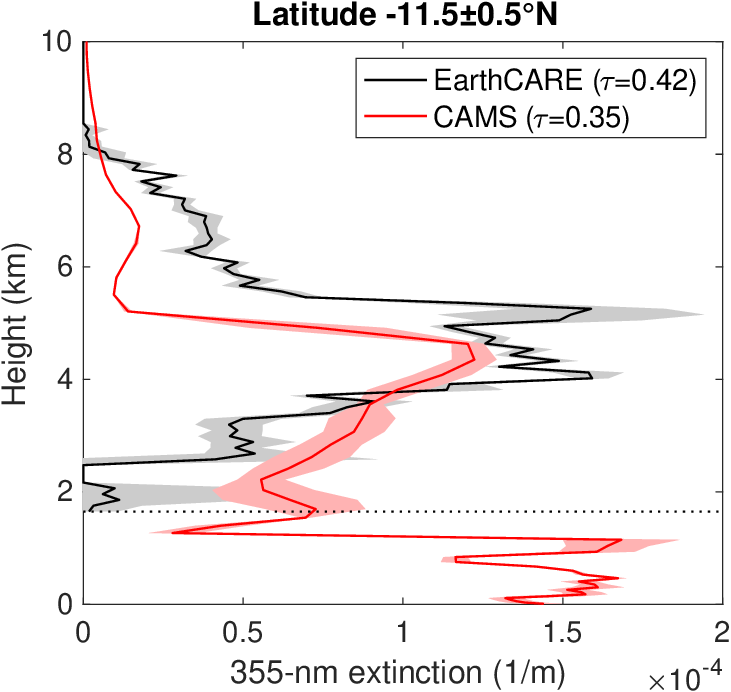 Latitude -11.5±0.5°N
EarthCARE (τ=0.42)
CAMS (τ=0.35)
10
8
6
4
2
0
Height (km)
0 0.5 1 1.5 2
355-nm extinction (1/m)
×10⁻⁴